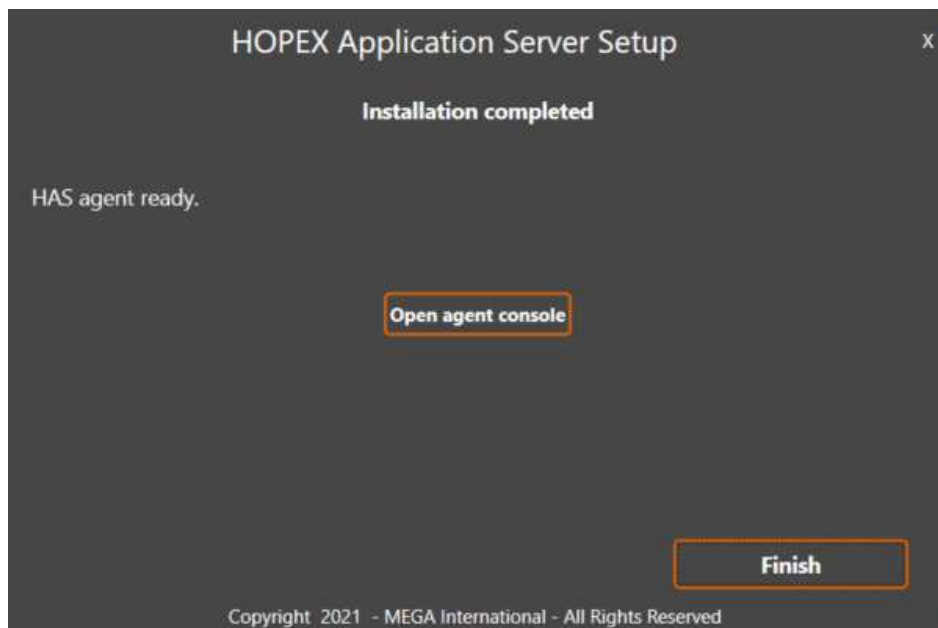 HOPEX Application Server Setup X
Installation completed
HAS agent ready.
Open agent console
Finish
Copyright 2021 - MEGA International - All Rights Reserved